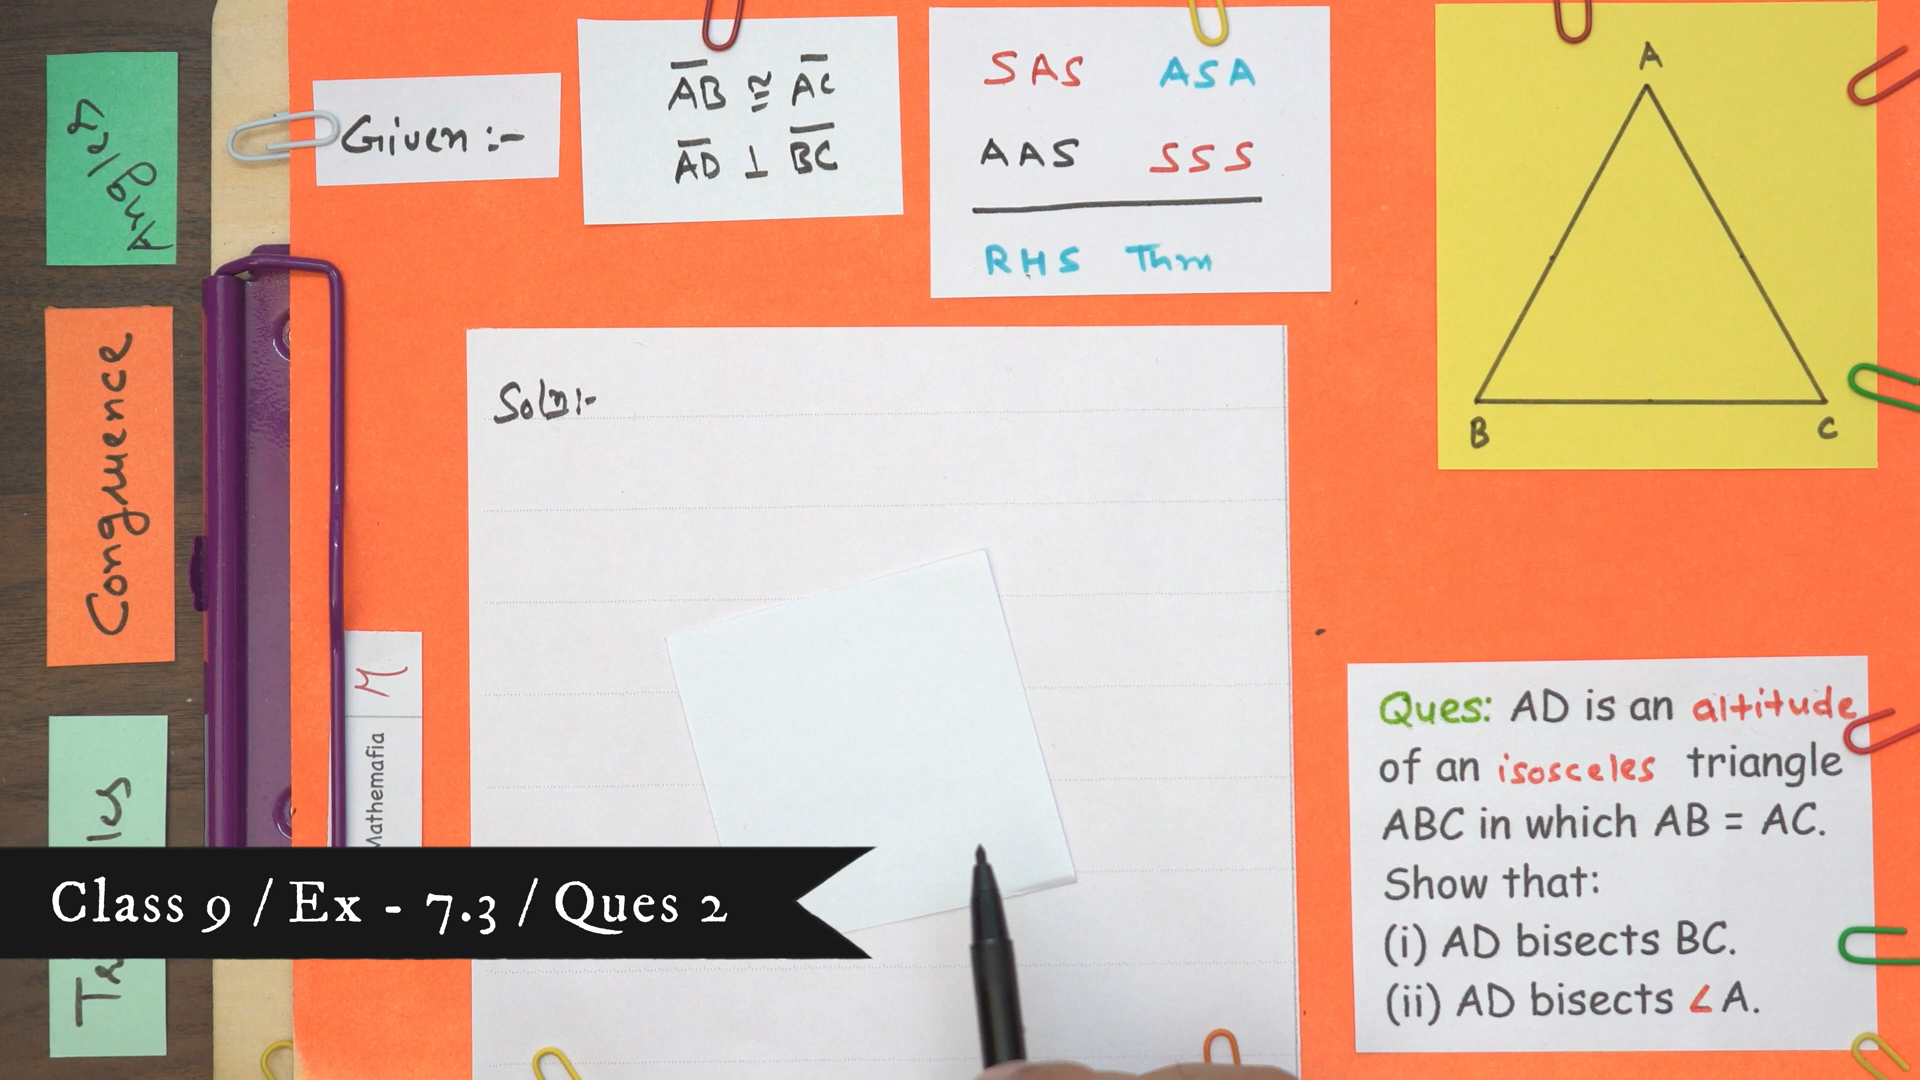 Angles
Congruence
Given :-
AB ≅ AC
AD ⊥ BC
SAS ASA
AAS SSS
RHS Thm
A
B
C
Soln:-
M
Mathemafia
Class 9 / Ex - 7.3 / Ques 2
Ques: AD is an altitude
of an isosceles triangle
ABC in which AB = AC.
Show that:
(i) AD bisects BC.
(ii) AD bisects ∠A.